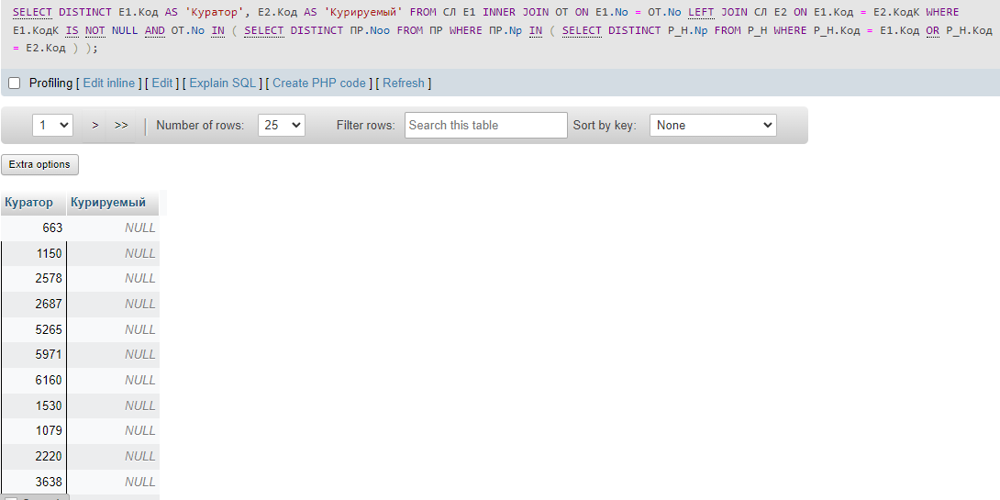 SELECT DISTINCT E1.Код AS 'Куратор', E2.Код AS 'Курируемый' FROM СЛ E1 INNER JOIN ОТ ON E1.No = ОТ.No LEFT JOIN СЛ E2 ON E1.Код = E2.КодК WHERE
E1.КодК IS NOT NULL AND ОТ.No IN ( SELECT DISTINCT ПР.Noo FROM ПР WHERE ПР.Np IN ( SELECT DISTINCT Р_Н.Np FROM Р_Н WHERE Р_Н.Код = E1.Код OR Р_Н.Код
= E2.Код ) );
Profiling [ Edit inline ] [ Edit ] [ Explain SQL ] [ Create PHP code ] [ Refresh ]
1 > >> | Number of rows: 25 Filter rows: Search this table Sort by key: None
Extra options
Куратор Курируемый
663 NULL
1150 NULL
2578 NULL
2687 NULL
5265 NULL
5971 NULL
6160 NULL
1530 NULL
1079 NULL
2220 NULL
3638 NULL